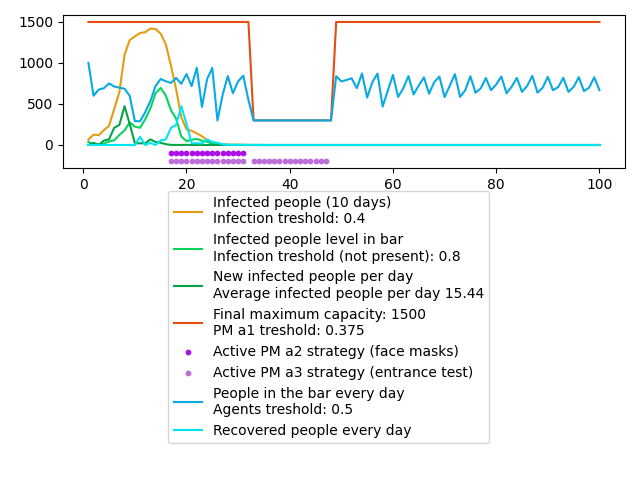 1500
1000
500
0
0 20 40 60 80 100
Infected people (10 days)
Infection treshold: 0.4
Infected people level in bar
Infection treshold (not present): 0.8
New infected people per day
Average infected people per day 15.44
Final maximum capacity: 1500
PM a1 treshold: 0.375
Active PM a2 strategy (face masks)
Active PM a3 strategy (entrance test)
People in the bar every day
Agents treshold: 0.5
Recovered people every day